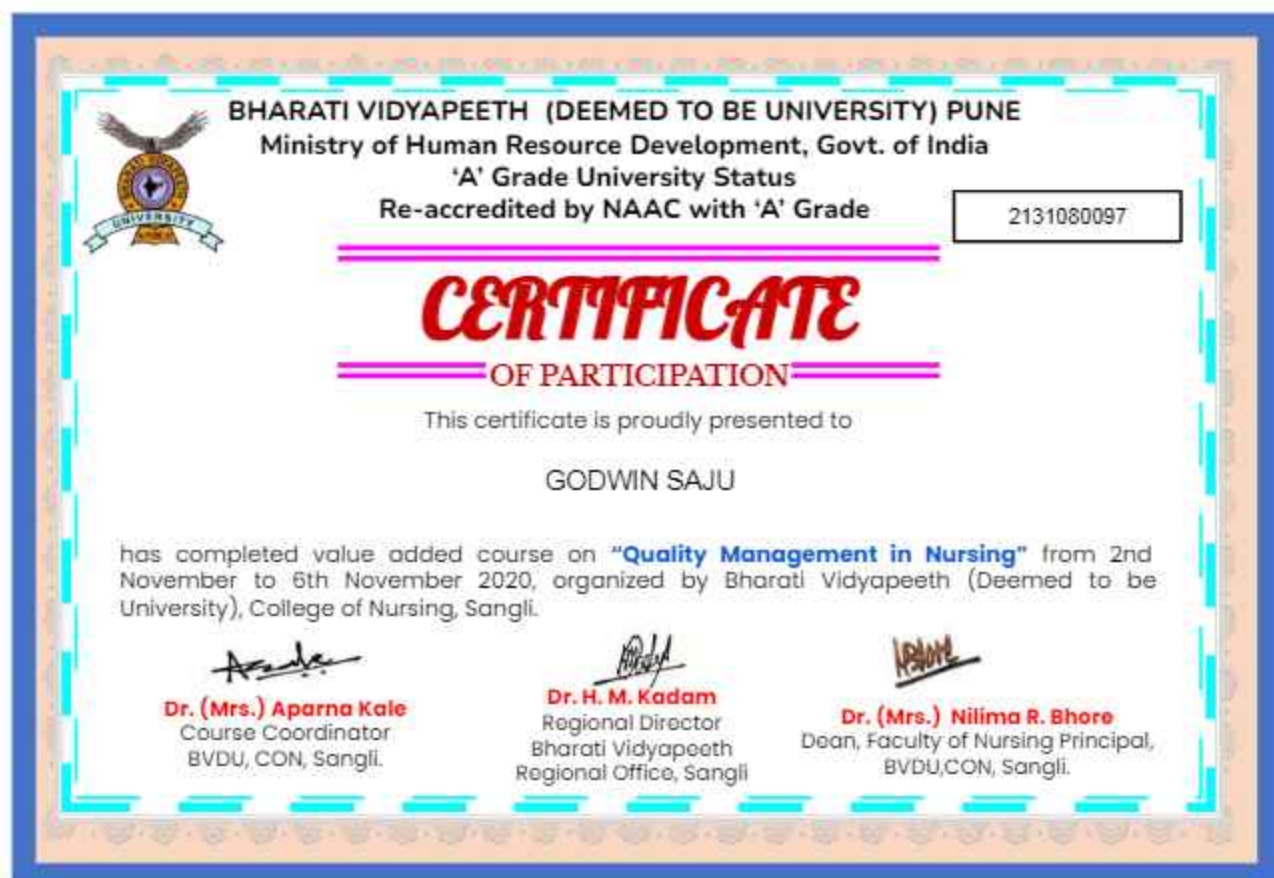 BHARATI VIDYAPEETH (DEEMED TO BE UNIVERSITY) PUNE
Ministry of Human Resource Development, Govt. of India
‘A’ Grade University Status
Re-accredited by NAAC with ‘A’ Grade
2131080097
BHARATI VIDYAPEETH
UNIVERSITY
CERTIFICATE
OF PARTICIPATION
This certificate is proudly presented to
GODWIN SAJU
has completed value added course on “Quality Management in Nursing” from 2nd
November to 6th November 2020, organized by Bharati Vidyapeeth (Deemed to be
University), College of Nursing, Sangli.
Dr. (Mrs.) Aparna Kale
Course Coordinator
BVDU, CON, Sangli.
Dr. H. M. Kadam
Regional Director
Bharati Vidyapeeth
Regional Office, Sangli
Dr. (Mrs.) Nilima R. Bhore
Dean, Faculty of Nursing Principal,
BVDU,CON, Sangli.